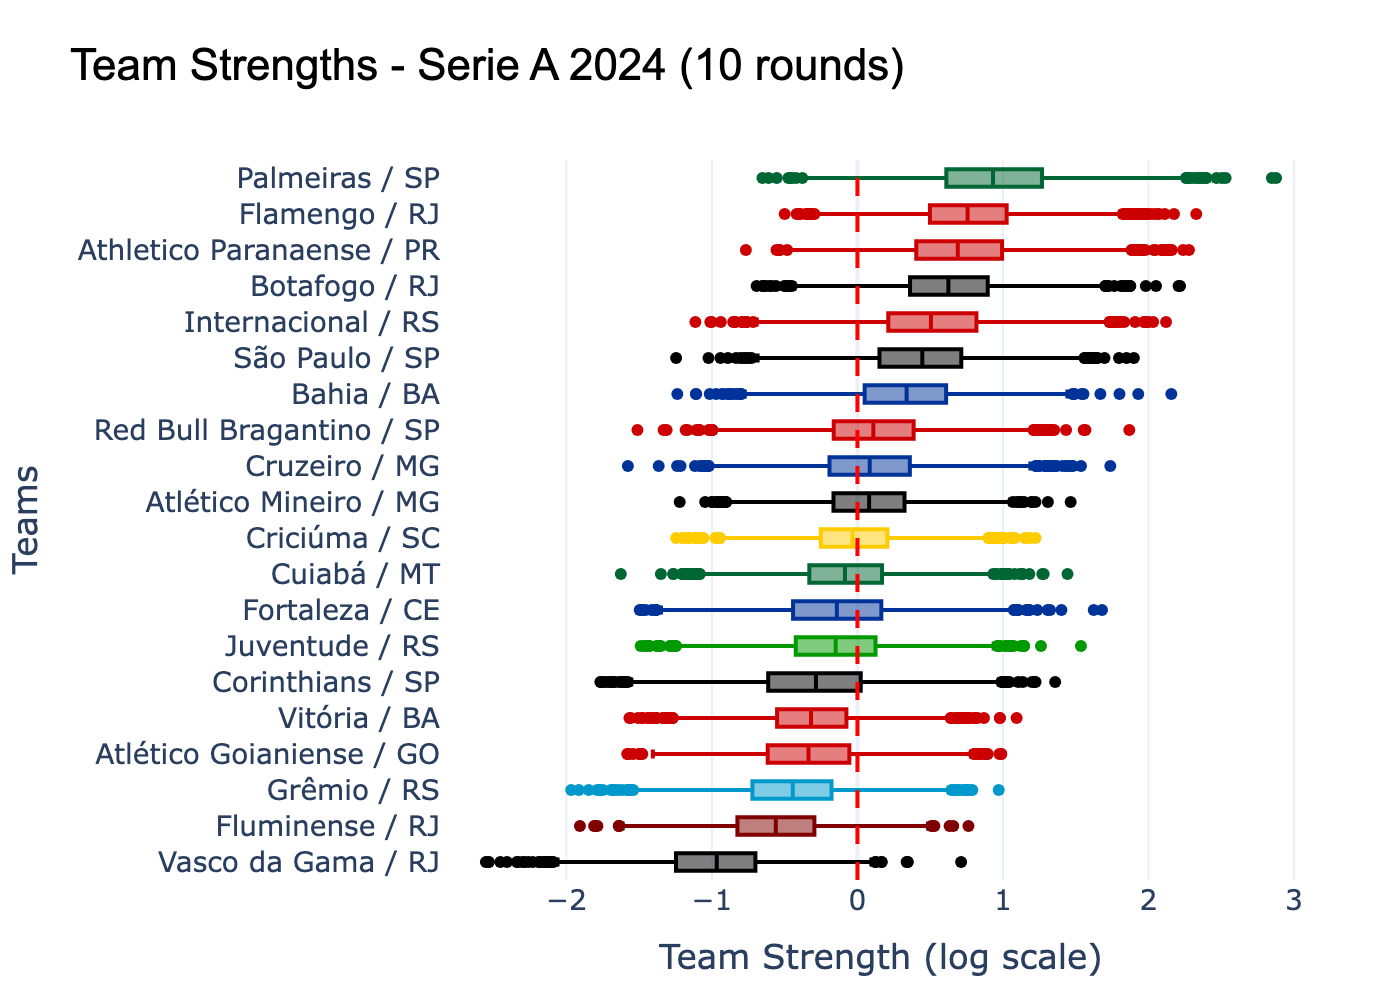 Team Strengths - Serie A 2024 (10 rounds)
Palmeiras / SP
Flamengo / RJ
Athletico Paranaense / PR
Botafogo / RJ
Internacional / RS
São Paulo / SP
Bahia / BA
Red Bull Bragantino / SP
Cruzeiro / MG
Atlético Mineiro / MG
Criciúma / SC
Cuiabá / MT
Fortaleza / CE
Juventude / RS
Corinthians / SP
Vitória / BA
Atlético Goianiense / GO
Grêmio / RS
Fluminense / RJ
Vasco da Gama / RJ
Teams
−2 −1 0 1 2 3
Team Strength (log scale)